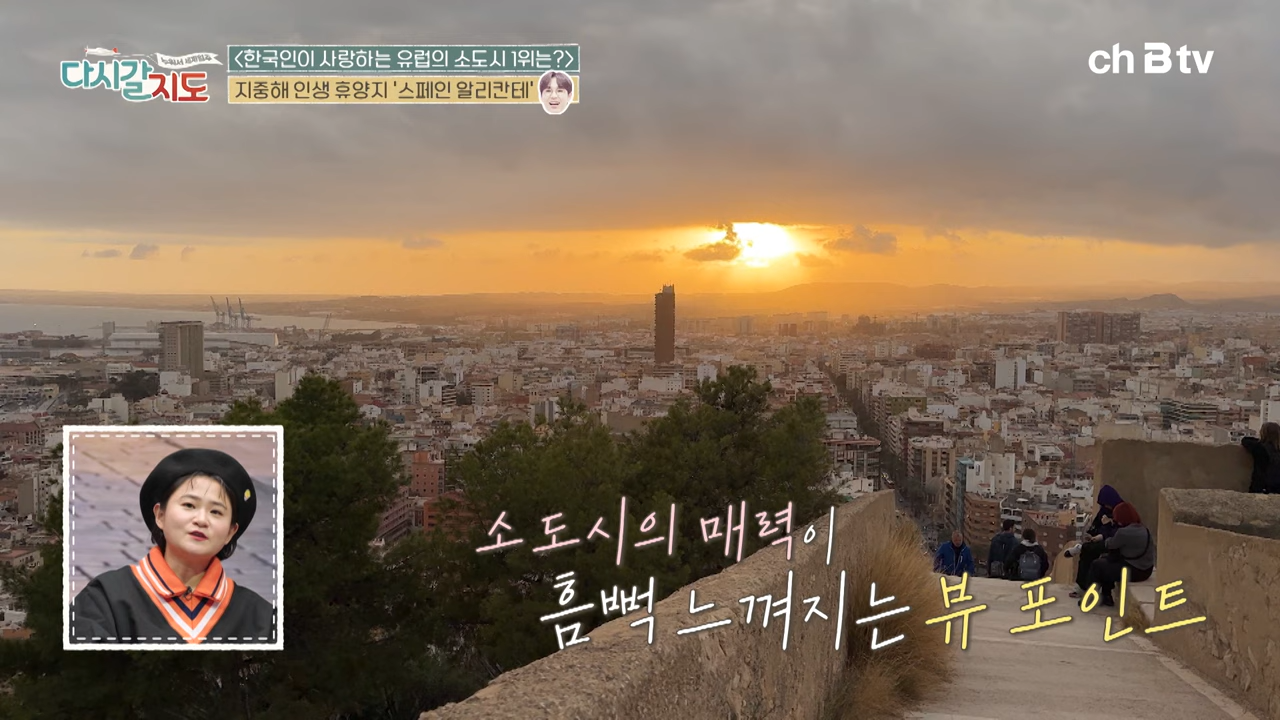 다시갈지도
<한국인이 사랑하는 유럽의 소도시 1위는?>
지중해 인생 휴양지 '스페인 알리칸테'
ch B tv
소도시의 매력이
흠뻑 느껴지는 뷰 포인트